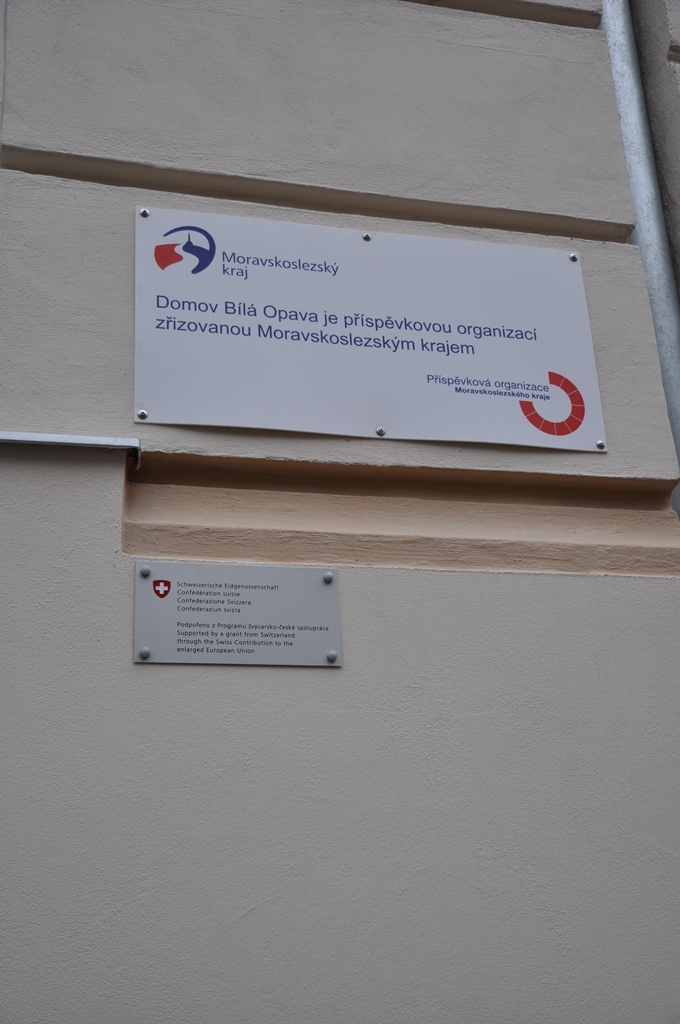 Moravskoslezský
kraj
Domov Bílá Opava je příspěvkovou organizací
zřizovanou Moravskoslezským krajem
Příspěvková organizace
Moravskoslezského kraje
Schweizerische Eidgenossenschaft
Confédération suisse
Confederazione Svizzera
Confederaziun svizra
Podpořeno z Programu švýcarsko-české spolupráce
Supported by a grant from Switzerland
through the Swiss Contribution to the
enlarged European Union